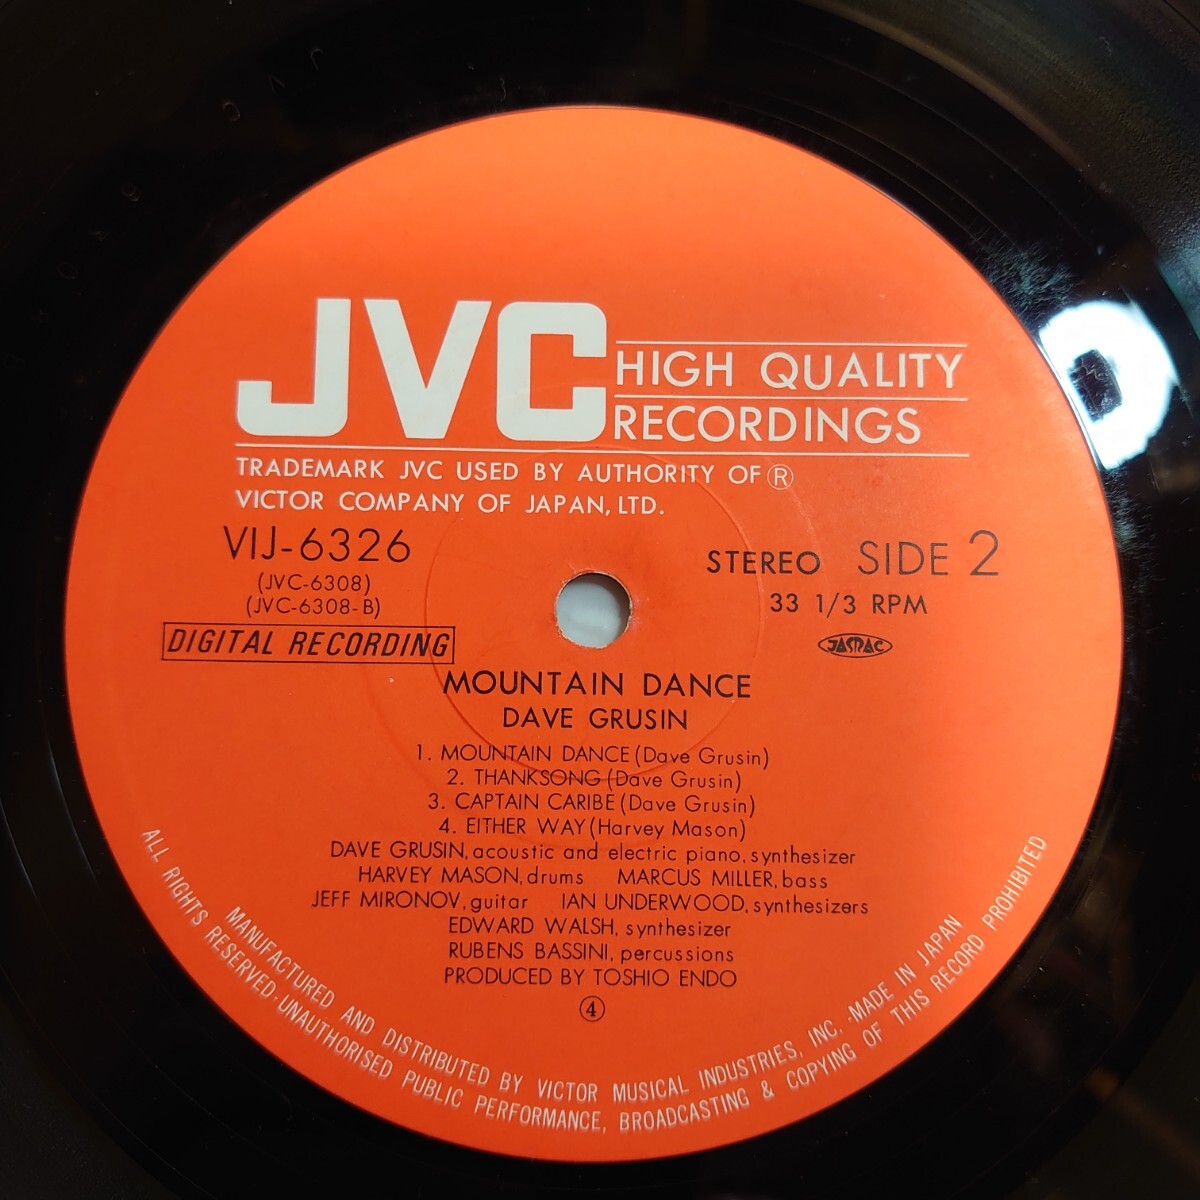 JVC HIGH QUALITY
RECORDINGS
TRADEMARK JVC USED BY AUTHORITY OF ®
VICTOR COMPANY OF JAPAN, LTD.
VIJ-6326
(JVC-6308)
(JVC-6308-B)
DIGITAL RECORDING
STEREO SIDE 2
33 1/3 RPM
JASRAC
MOUNTAIN DANCE
DAVE GRUSIN
1. MOUNTAIN DANCE (Dave Grusin)
2. THANKSONG (Dave Grusin)
3. CAPTAIN CARIBE (Dave Grusin)
4. EITHER WAY (Harvey Mason)
DAVE GRUSIN, acoustic and electric piano, synthesizer
HARVEY MASON, drums MARCUS MILLER, bass
JEFF MIRONOV, guitar IAN UNDERWOOD, synthesizers
EDWARD WALSH, synthesizer
RUBENS BASSINI, percussions
PRODUCED BY TOSHIO ENDO
④
MANUFACTURED AND DISTRIBUTED BY VICTOR MUSICAL INDUSTRIES, INC. · MADE IN JAPAN
ALL RIGHTS RESERVED · UNAUTHORISED PUBLIC PERFORMANCE, BROADCASTING & COPYING OF THIS RECORD PROHIBITED